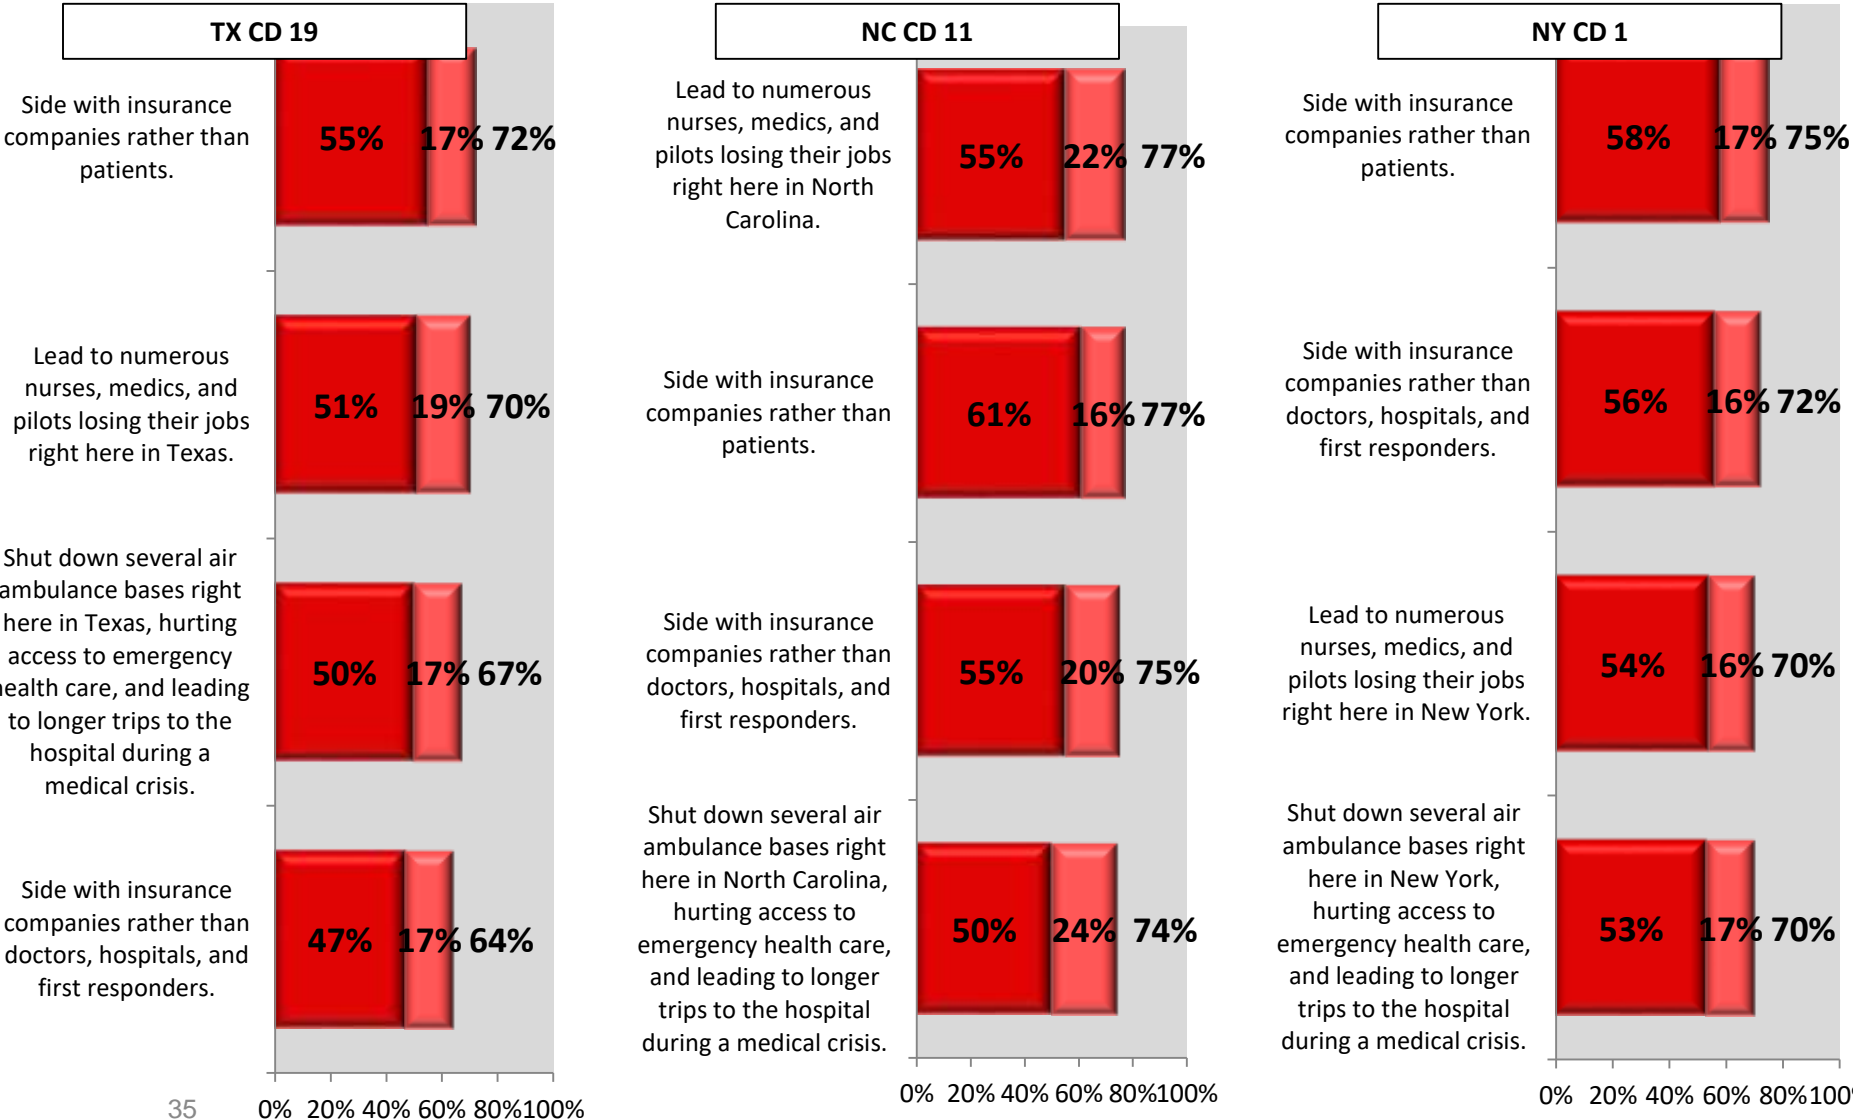 TX CD 19
Side with insurance
companies rather than
patients.
55% 17% 72%
Lead to numerous
nurses, medics, and
pilots losing their jobs
right here in Texas.
51% 19% 70%
Shut down several air
ambulance bases right
here in Texas, hurting
access to emergency
health care, and leading
to longer trips to the
hospital during a
medical crisis.
50% 17% 67%
Side with insurance
companies rather than
doctors, hospitals, and
first responders.
47% 17% 64%
0% 20% 40% 60% 80% 100%
35
NC CD 11
Lead to numerous
nurses, medics, and
pilots losing their jobs
right here in North
Carolina.
55% 22% 77%
Side with insurance
companies rather than
patients.
61% 16% 77%
Side with insurance
companies rather than
doctors, hospitals, and
first responders.
55% 20% 75%
Shut down several air
ambulance bases right
here in North Carolina,
hurting access to
emergency health care,
and leading to longer
trips to the hospital
during a medical crisis.
50% 24% 74%
0% 20% 40% 60% 80% 100%
NY CD 1
Side with insurance
companies rather than
patients.
58% 17% 75%
Side with insurance
companies rather than
doctors, hospitals, and
first responders.
56% 16% 72%
Lead to numerous
nurses, medics, and
pilots losing their jobs
right here in New York.
54% 16% 70%
Shut down several air
ambulance bases right
here in New York,
hurting access to
emergency health care,
and leading to longer
trips to the hospital
during a medical crisis.
53% 17% 70%
0% 20% 40% 60% 80% 100%